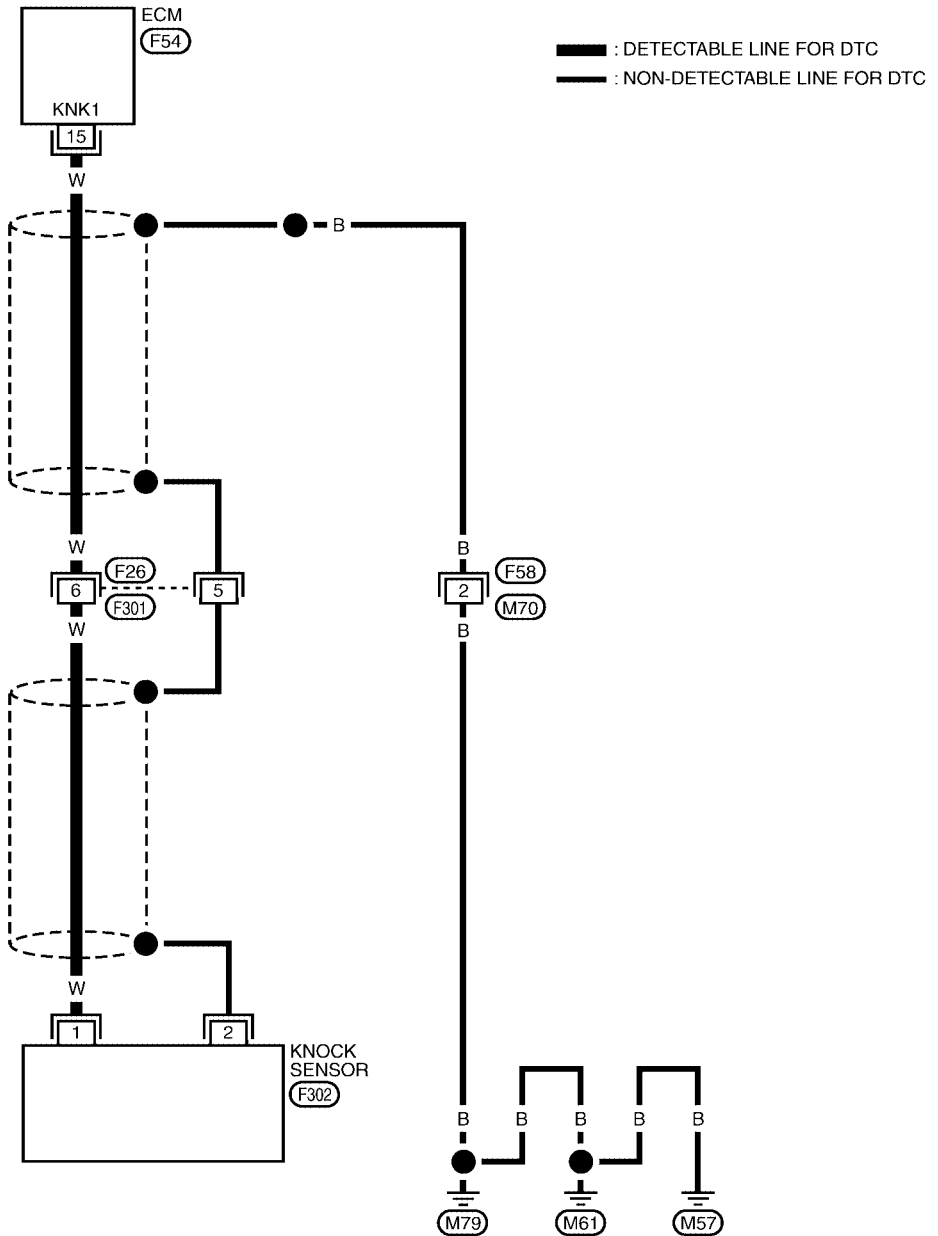 ECM
F54
: DETECTABLE LINE FOR DTC
: NON-DETECTABLE LINE FOR DTC
KNK1
15
W
B
W
B
F26
F58
6
5
2
F301
M70
W
B
W
1
2
KNOCK
SENSOR
F302
B
B
B
B
B
M79
M61
M57